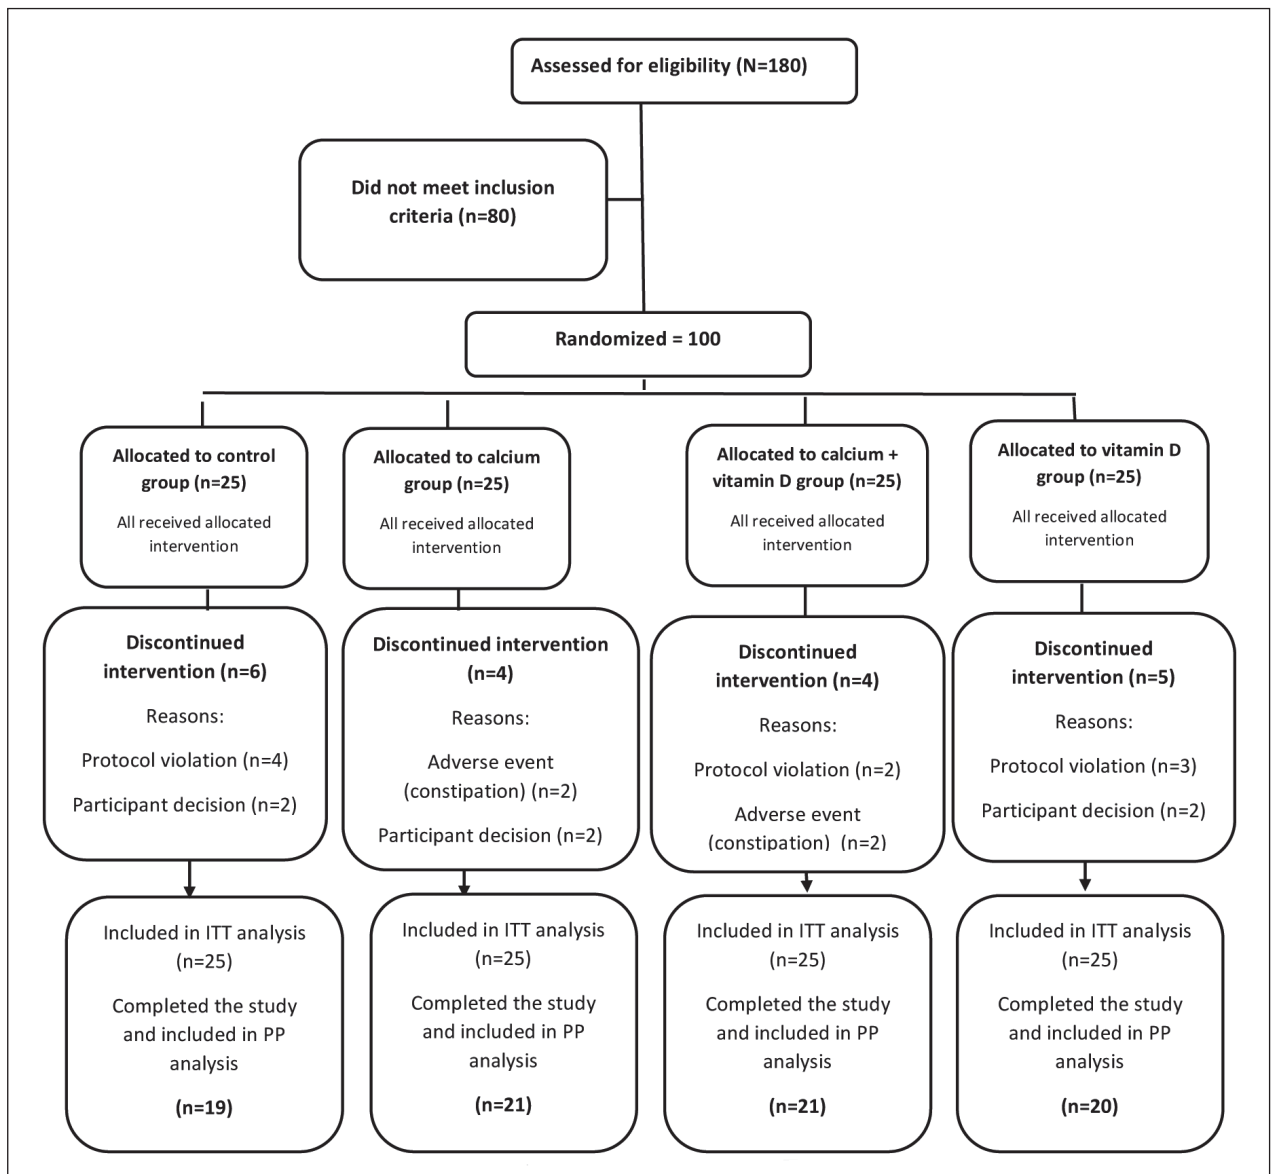 Assessed for eligibility (N=180)
Did not meet inclusion
criteria (n=80)
Randomized = 100
Allocated to control
group (n=25)
All received allocated
intervention
Allocated to calcium
group (n=25)
All received allocated
intervention
Allocated to calcium +
vitamin D group (n=25)
All received allocated
intervention
Allocated to vitamin D
group (n=25)
All received allocated
intervention
Discontinued
intervention (n=6)
Reasons:
Protocol violation (n=4)
Participant decision (n=2)
Discontinued intervention
(n=4)
Reasons:
Adverse event
(constipation) (n=2)
Participant decision (n=2)
Discontinued
intervention (n=4)
Reasons:
Protocol violation (n=2)
Adverse event
(constipation) (n=2)
Discontinued
intervention (n=5)
Reasons:
Protocol violation (n=3)
Participant decision (n=2)
Included in ITT analysis
(n=25)
Completed the study
and included in PP
analysis
(n=19)
Included in ITT analysis
(n=25)
Completed the study
and included in PP
analysis
(n=21)
Included in ITT analysis
(n=25)
Completed the study
and included in PP
analysis
(n=21)
Included in ITT analysis
(n=25)
Completed the study
and included in PP
analysis
(n=20)